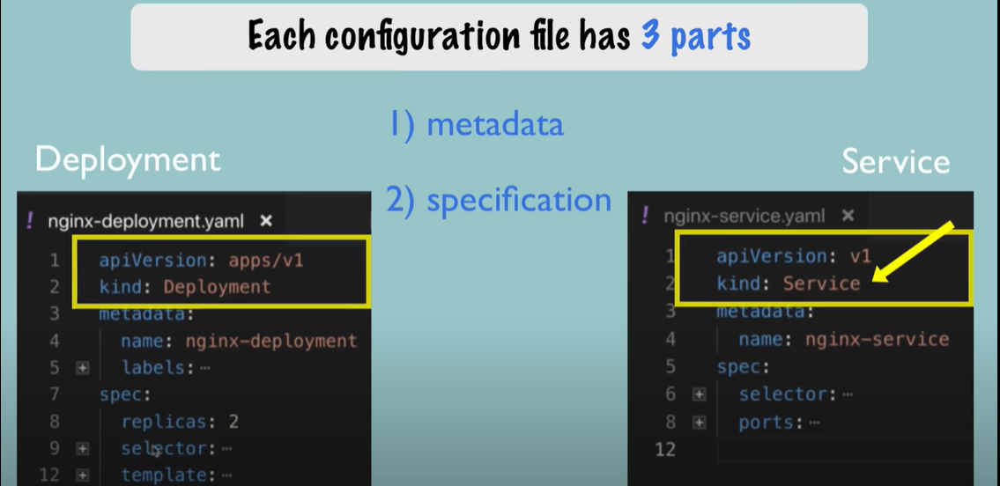 Each configuration file has 3 parts
1) metadata
2) specification
Deployment
! nginx-deployment.yaml ×
1 apiVersion: apps/v1
2 kind: Deployment
3 metadata:
4 name: nginx-deployment
5 + labels:…
7 spec:
8 replicas: 2
9 + selector:…
12 + template:…
Service
! nginx-service.yaml ×
1 apiVersion: v1
2 kind: Service
3 metadata:
4 name: nginx-service
5 spec:
6 + selector:…
8 + ports:…
12